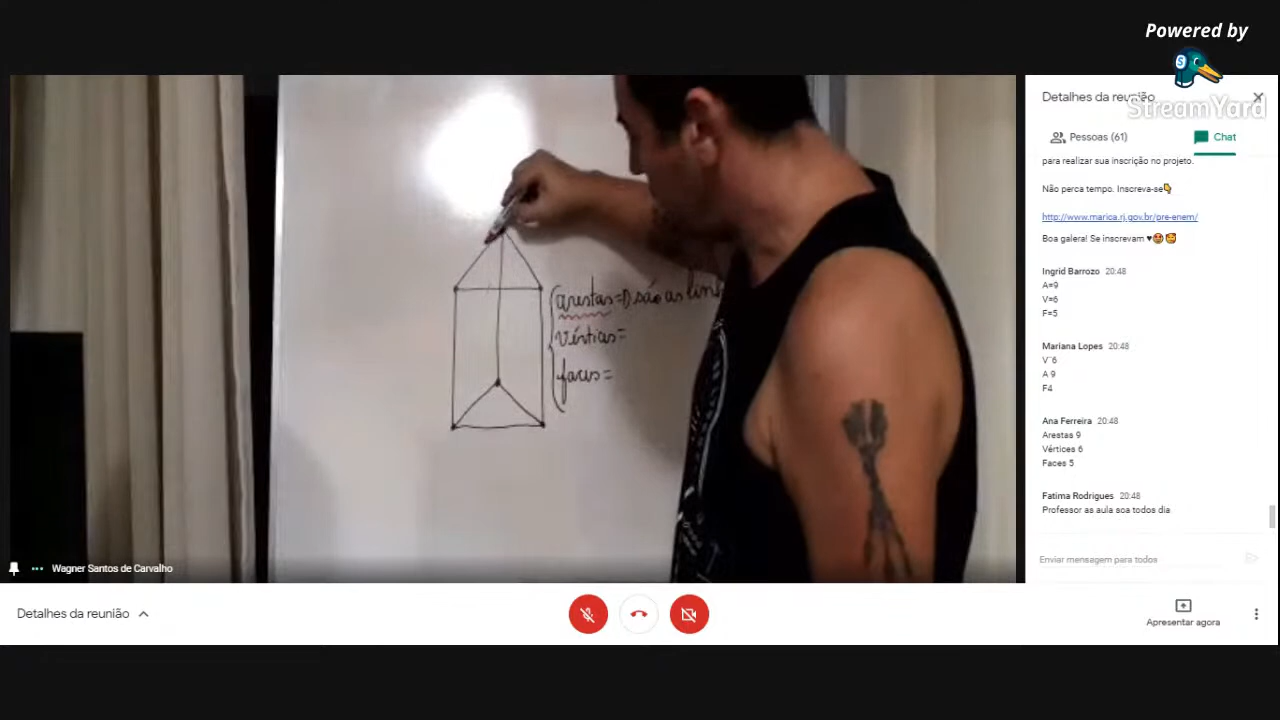 Powered by
StreamYard
Detalhes da reunião
Pessoas (61)
Chat
para realizar sua inscrição no projeto.
Não perca tempo. Inscreva-se👇
http://www.marica.rj.gov.br/pre-enem/
Boa galera! Se inscrevam ♥
Ingrid Barrozo 20:48
A=9
V=6
F=5
Mariana Lopes 20:48
V¨6
A 9
F4
Ana Ferreira 20:48
Arestas 9
Vértices 6
Faces 5
Fatima Rodrigues 20:48
Professor as aula soa todos dia
Enviar mensagem para todos
arestas=D são as lin
vértices=
faces=
Wagner Santos de Carvalho
Detalhes da reunião
Apresentar agora